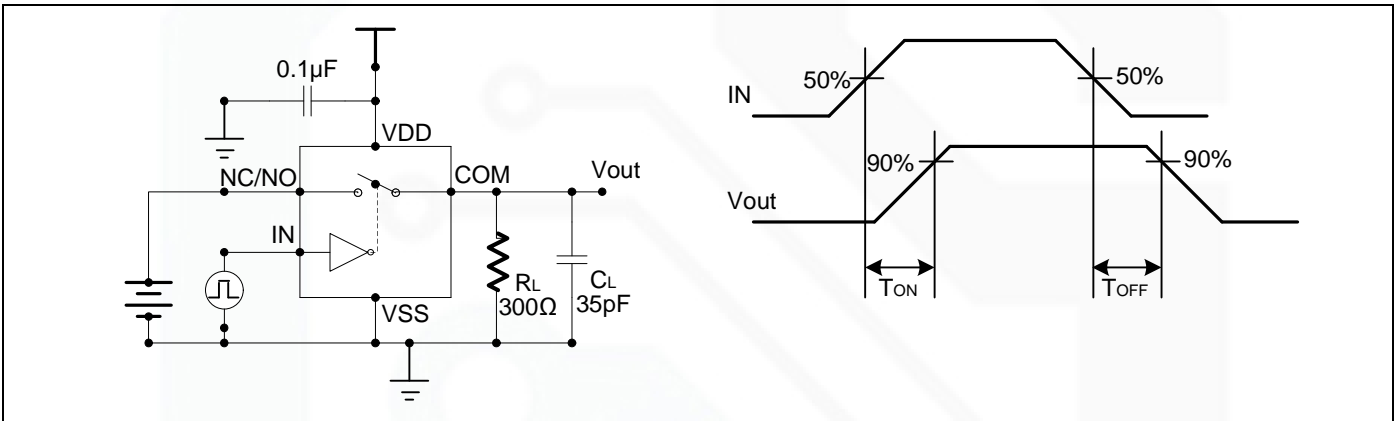 0.1µF
VDD
NC/NO
COM
Vout
IN
RL
300Ω
CL
35pF
VSS
IN
50%
50%
90%
90%
Vout
TON
TOFF